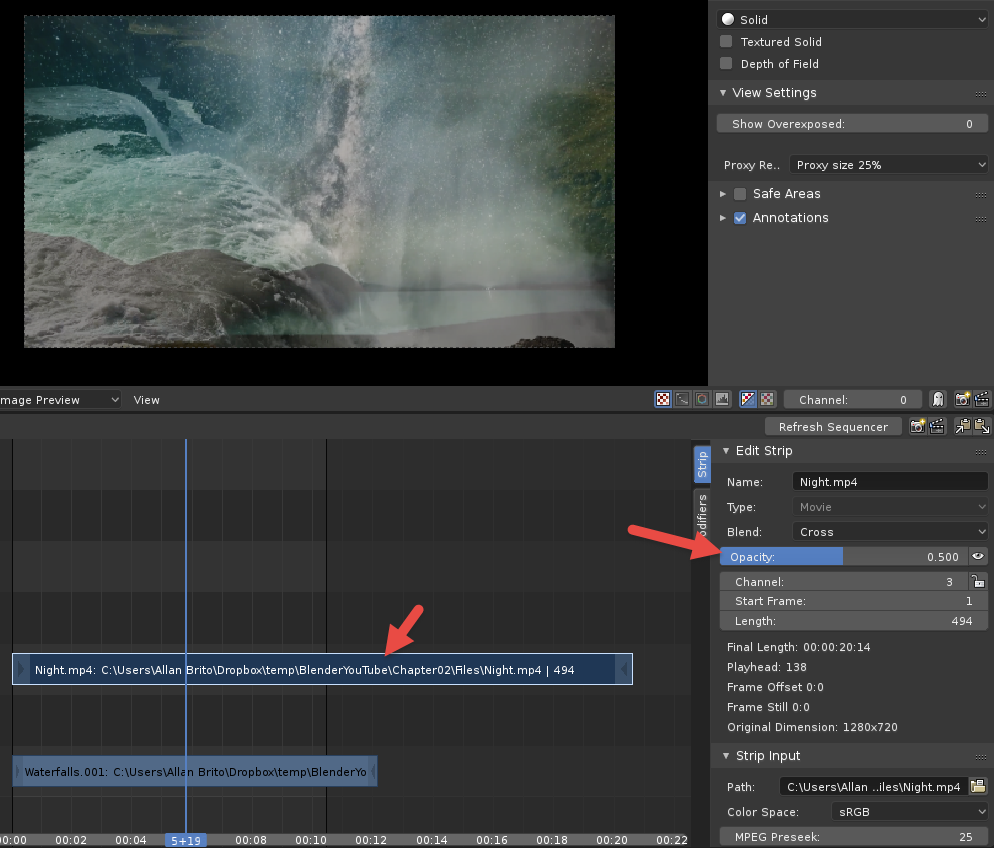 Solid
Textured Solid
Depth of Field
View Settings
Show Overexposed: 0
Proxy Re.. Proxy size 25%
Safe Areas
Annotations
mage Preview View Channel: 0
Refresh Sequencer
Edit Strip
Strip
Name: Night.mp4
Type: Movie
odifiers
Blend: Cross
Opacity: 0.500
Channel: 3
Start Frame: 1
Length: 494
Final Length: 00:00:20:14
Night.mp4: C:\Users\Allan Brito\Dropbox\temp\BlenderYouTube\Chapter02\Files\Night.mp4 | 494
Playhead: 138
Frame Offset 0:0
Frame Still 0:0
Original Dimension: 1280x720
Strip Input
Waterfalls.001: C:\Users\Allan Brito\Dropbox\temp\BlenderYo
Path: C:\Users\Allan ..iles\Night.mp4
Color Space: sRGB
00:00 00:02 00:04 5+19 00:08 00:10 00:12 00:14 00:16 00:18 00:20 00:22
MPEG Preseek: 25